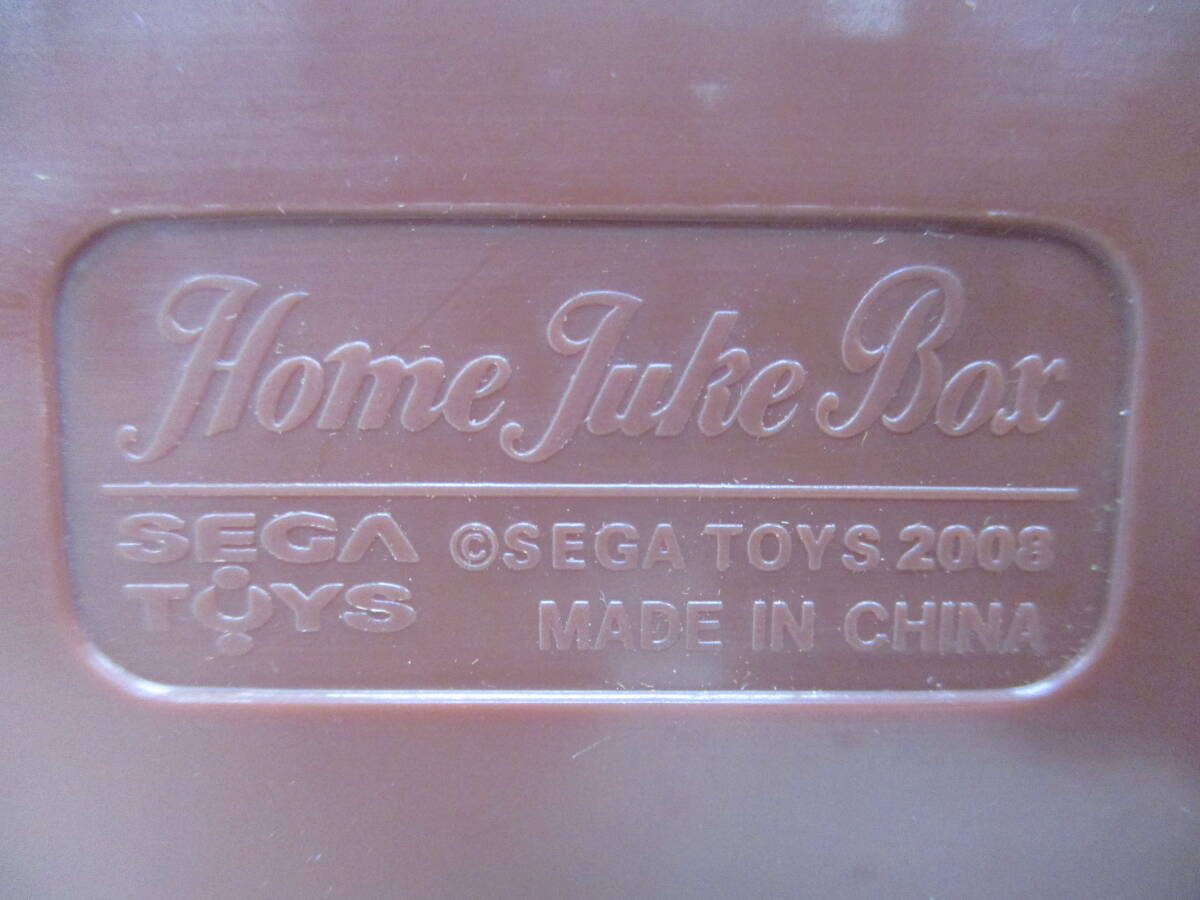 Home Juke Box
SEGA TOYS
©SEGA TOYS 2008
MADE IN CHINA